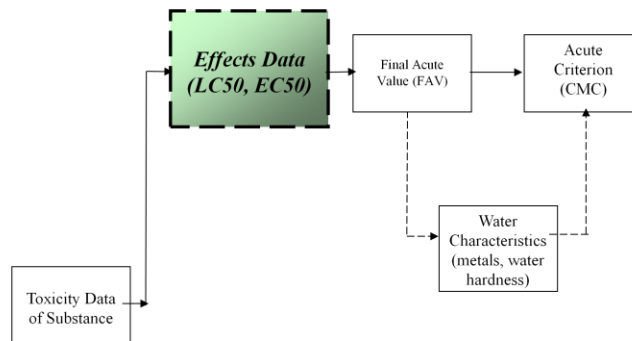 Effects Data
(LC50, EC50)
Final Acute
Value (FAV)
Acute
Criterion
(CMC)
Water
Characteristics
(metals, water
hardness)
Toxicity Data
of Substance